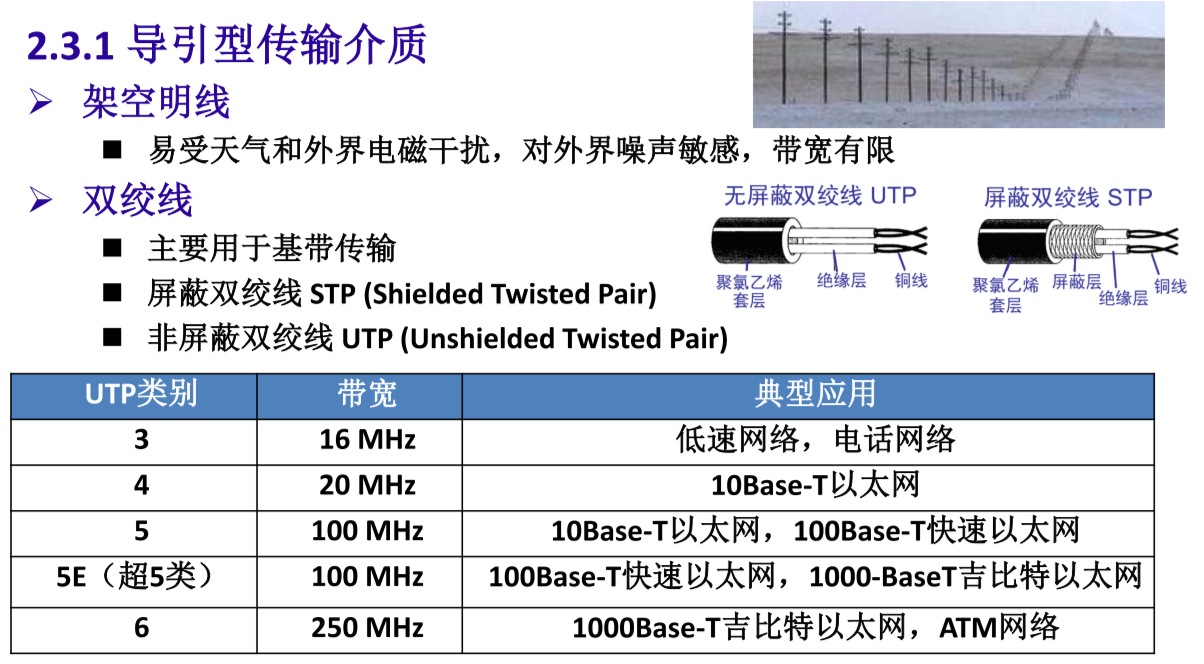 2.3.1 导引型传输介质
架空明线
易受天气和外界电磁干扰，对外界噪声敏感，带宽有限
双绞线
主要用于基带传输
屏蔽双绞线 STP (Shielded Twisted Pair)
非屏蔽双绞线 UTP (Unshielded Twisted Pair)
无屏蔽双绞线 UTP
聚氯乙烯
套层
绝缘层
铜线
屏蔽双绞线 STP
聚氯乙烯
套层
屏蔽层
绝缘层
铜线
UTP类别 带宽 典型应用
3 16 MHz 低速网络，电话网络
4 20 MHz 10Base-T以太网
5 100 MHz 10Base-T以太网，100Base-T快速以太网
5E（超5类） 100 MHz 100Base-T快速以太网，1000-BaseT吉比特以太网
6 250 MHz 1000Base-T吉比特以太网，ATM网络